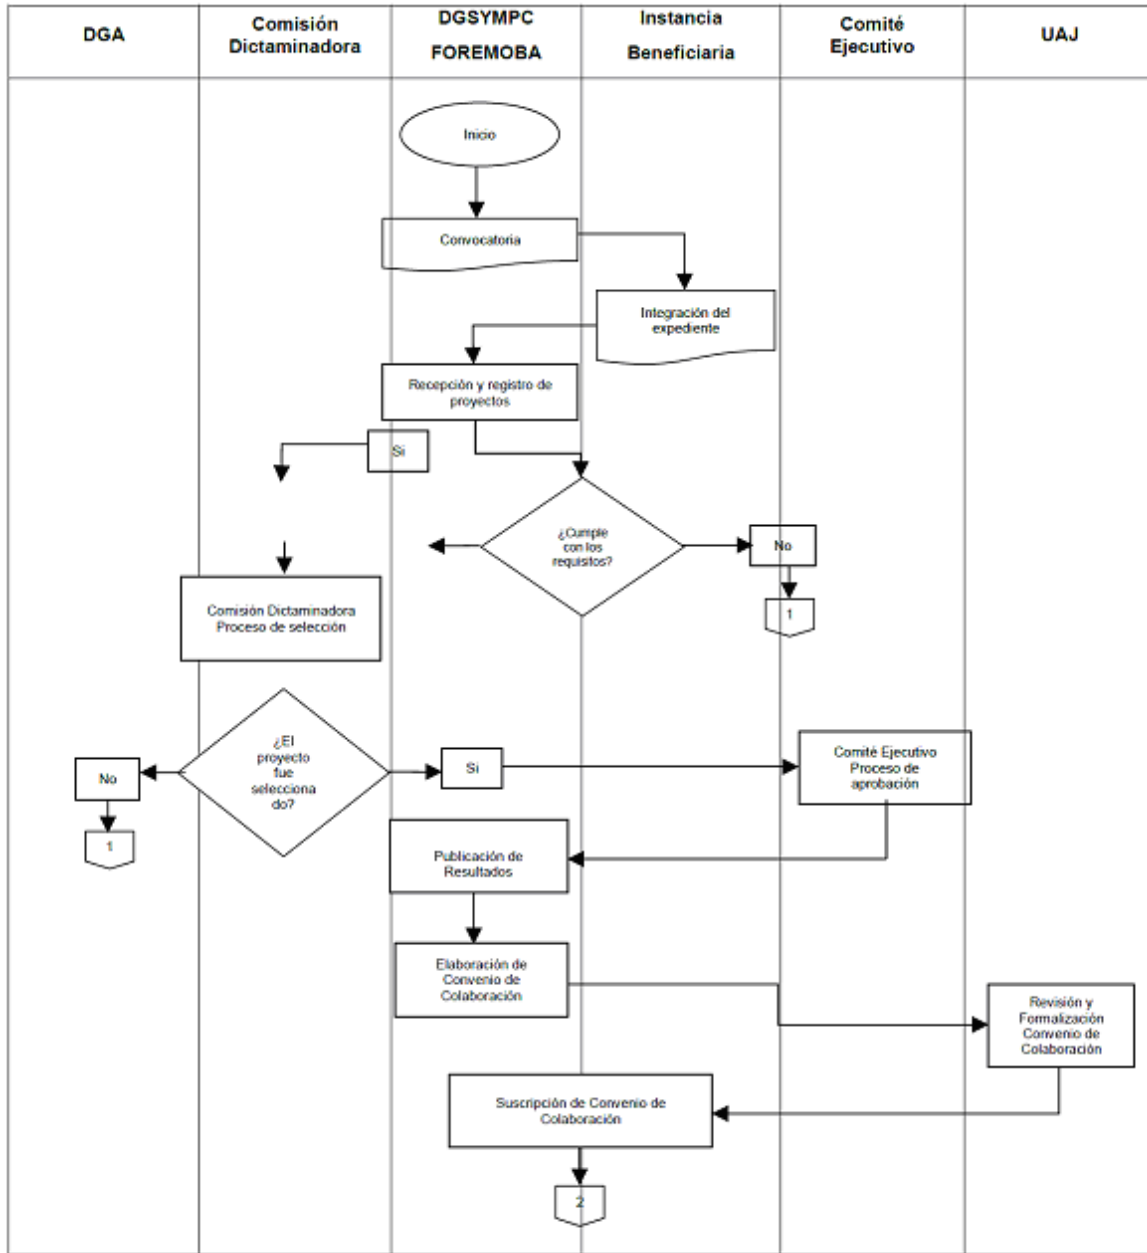 DGA
Comisión
Dictaminadora
DGSYMPC
FOREMOBA
Instancia
Beneficiaria
Comité
Ejecutivo
UAJ
Inicio
Convocatoria
Integración del
expediente
Recepción y registro de
proyectos
Si
¿Cumple
con los
requisitos?
No
1
Comisión Dictaminadora
Proceso de selección
¿El
proyecto
fue
selecciona
do?
No
1
Si
Comité Ejecutivo
Proceso de
aprobación
Publicación de
Resultados
Elaboración de
Convenio de
Colaboración
Revisión y
Formalización
Convenio de
Colaboración
Suscripción de Convenio de
Colaboración
2